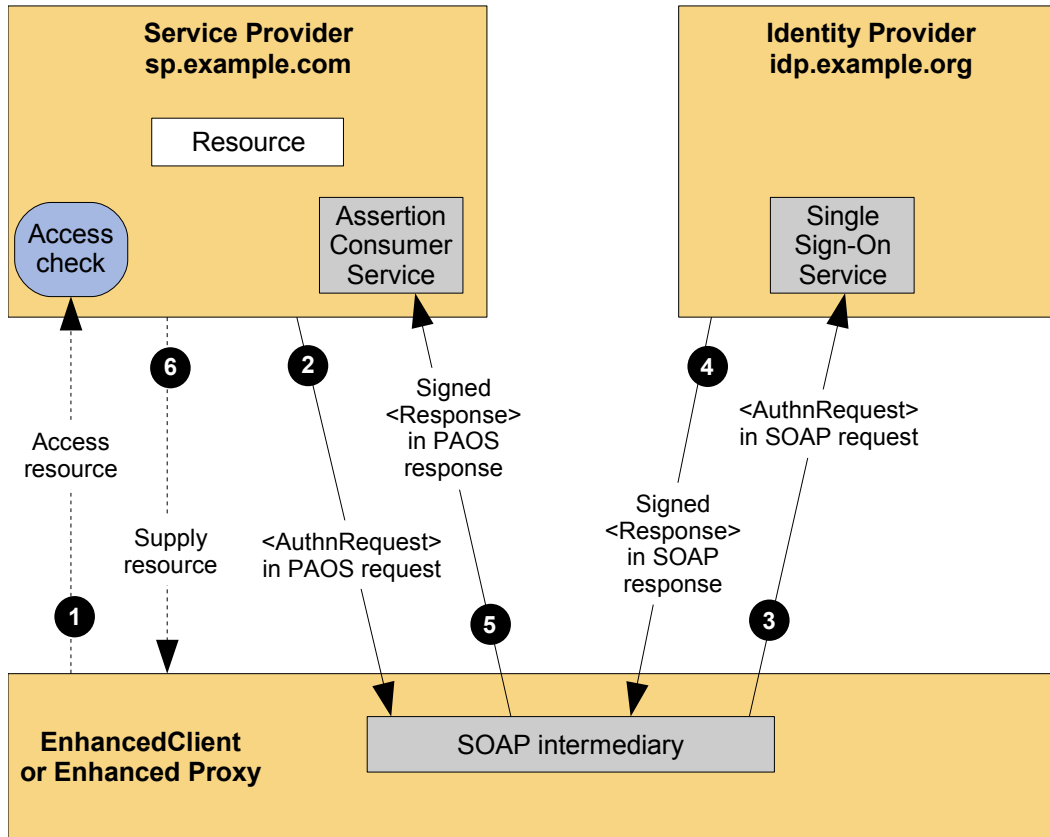 Service Provider
sp.example.com
Resource
Access
check
Assertion
Consumer
Service
Identity Provider
idp.example.org
Single
Sign-On
Service
6
2
4
Access
resource
Signed
<Response>
in PAOS
response
<AuthnRequest>
in SOAP request
Supply
resource
<AuthnRequest>
in PAOS request
Signed
<Response>
in SOAP
response
1
5
3
EnhancedClient
or Enhanced Proxy
SOAP intermediary